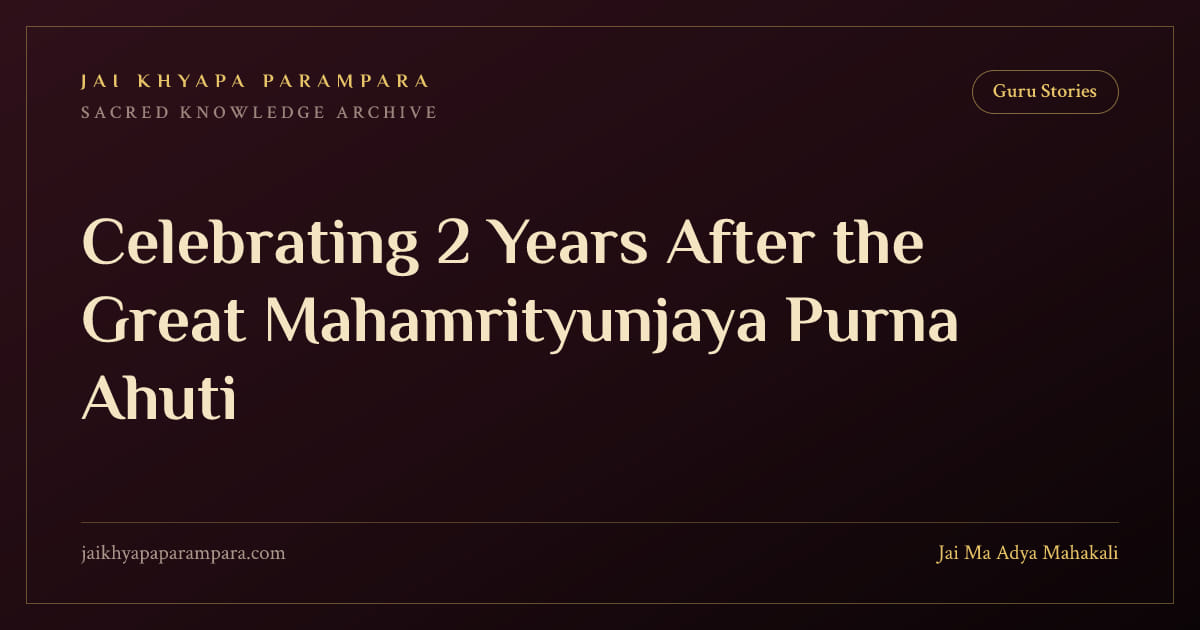 JAI KHYAPA PARAMPARA
SACRED KNOWLEDGE ARCHIVE
Guru Stories
Celebrating 2 Years After the
Great Mahamrityunjaya Purna
Ahuti
jaikhyapaparampara.com
Jai Ma Adya Mahakali